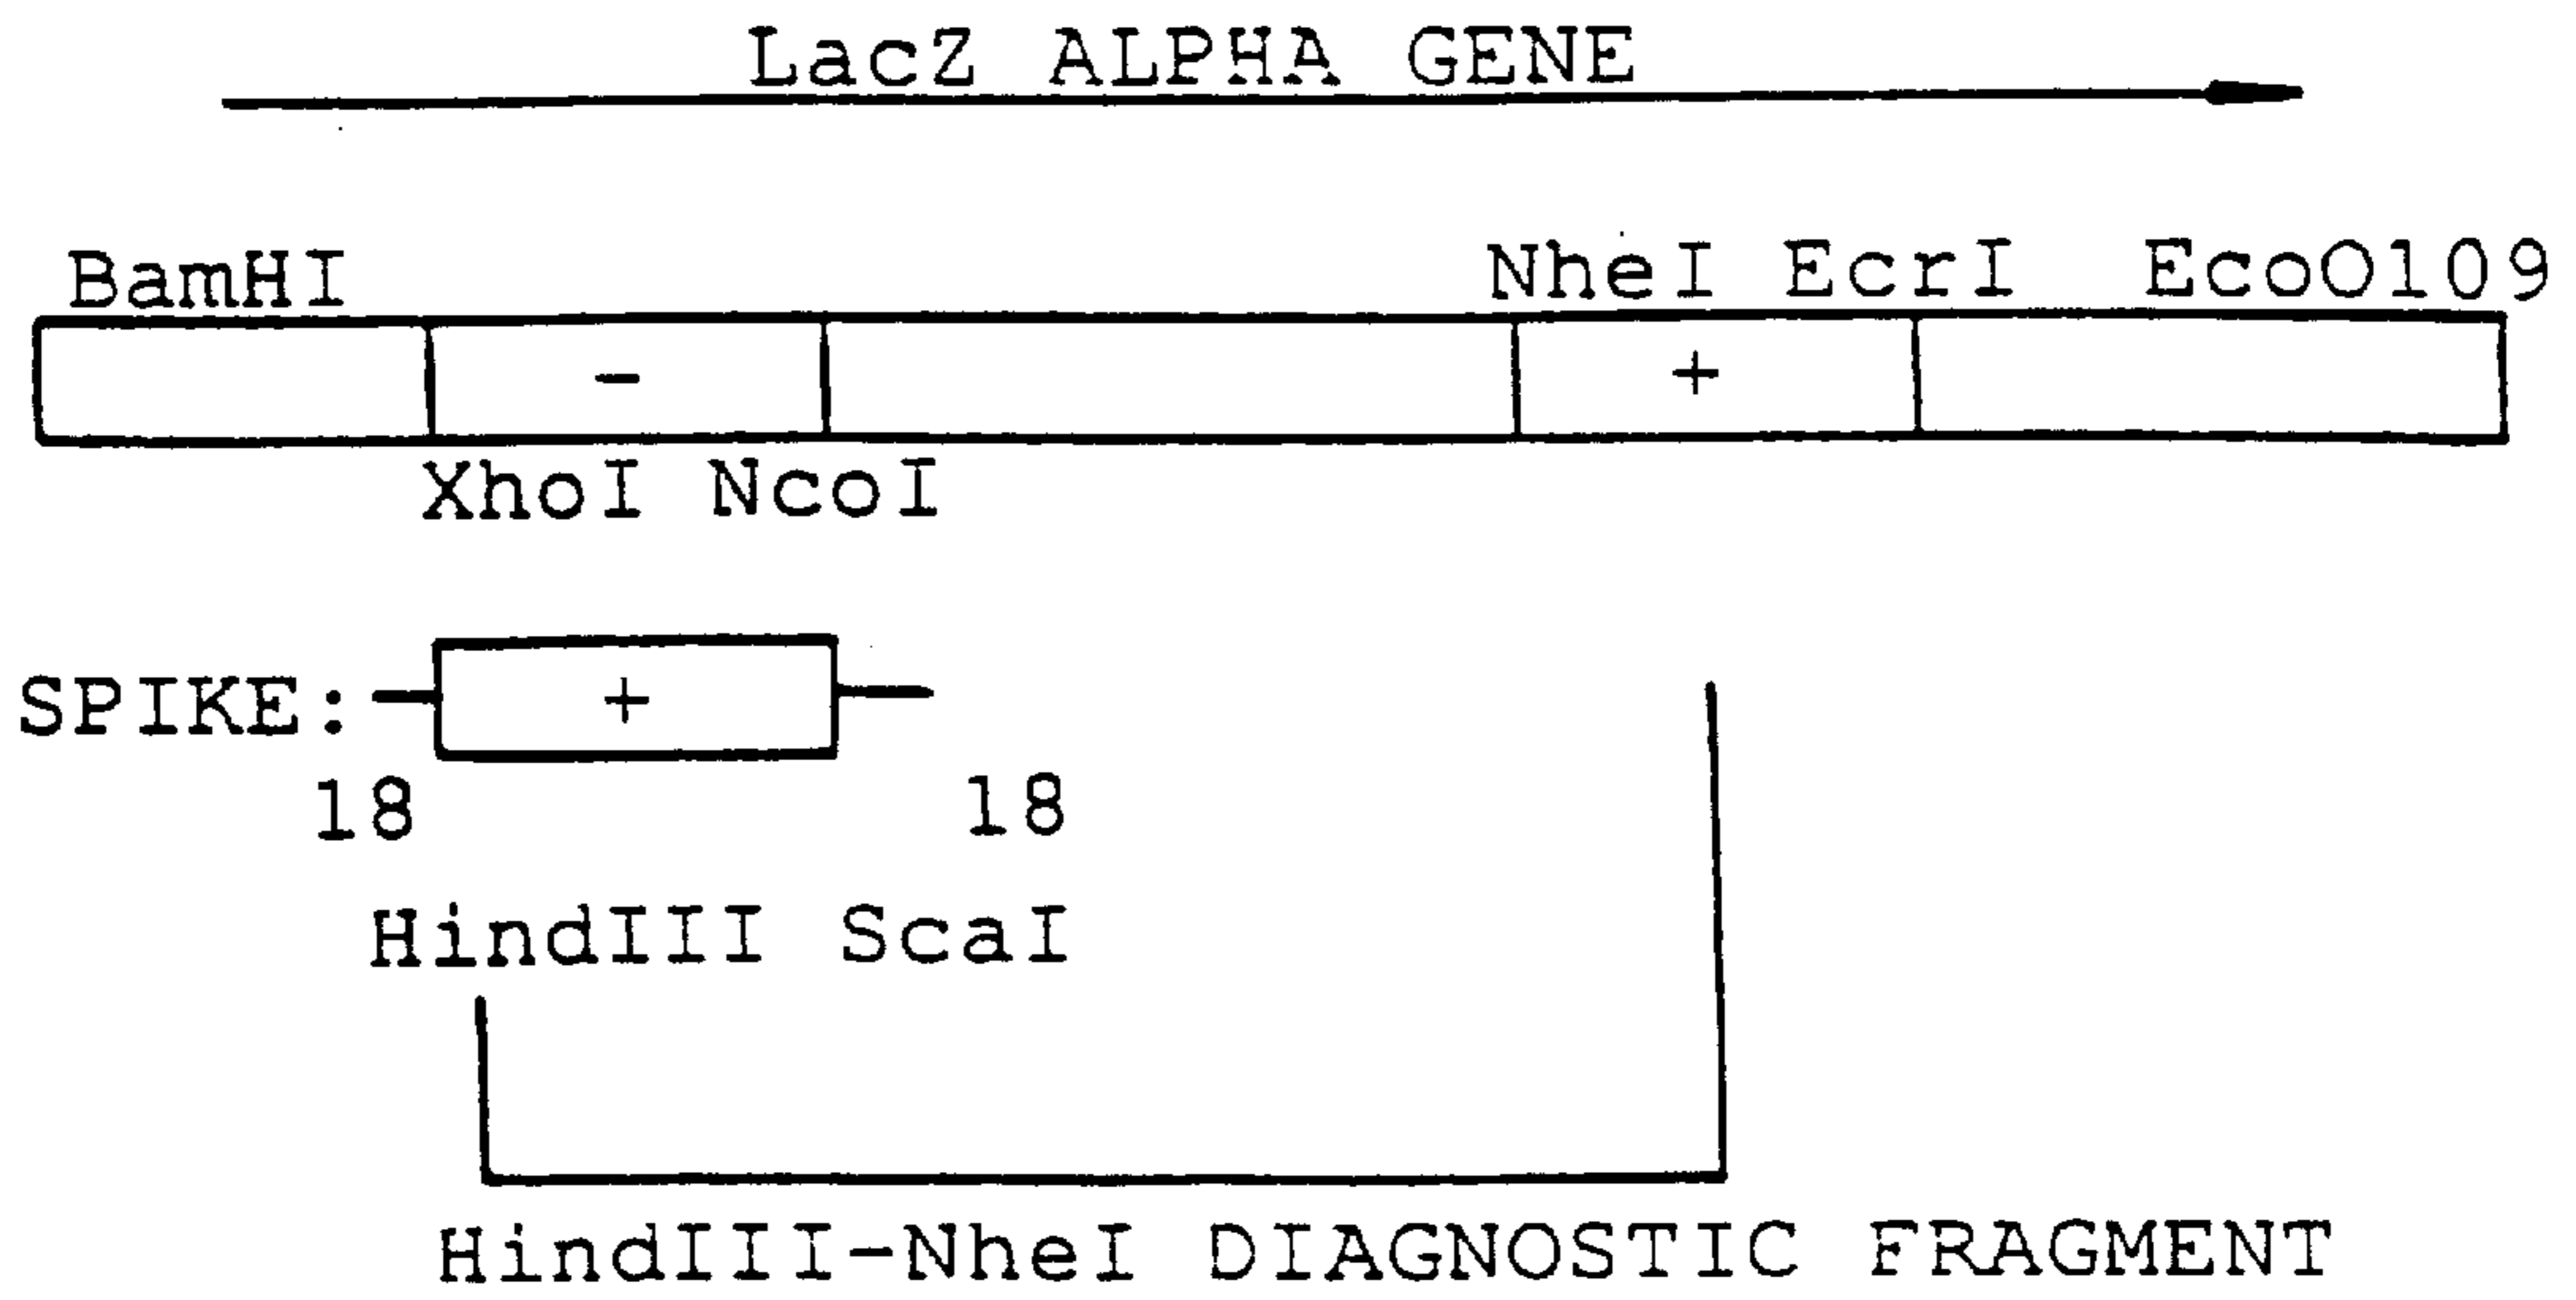 LacZ ALPHA GENE
BamHI NheI EcrI EcoO109
- +
XhoI NcoI
SPIKE: +
18 18
HindIII ScaI
HindIII-NheI DIAGNOSTIC FRAGMENT